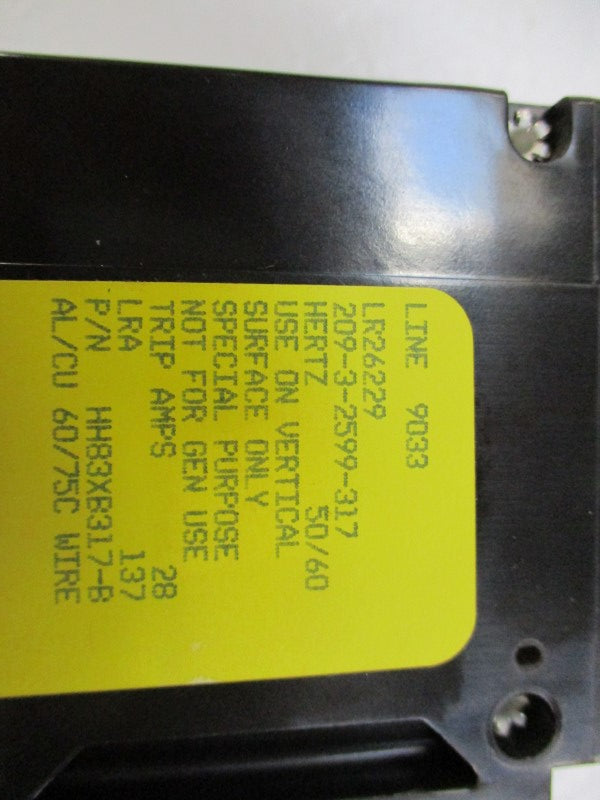 LINE 9033
LR26229
209-3-2599-317
HERTZ 50/60
USE ON VERTICAL
SURFACE ONLY
SPECIAL PURPOSE
NOT FOR GEN USE
TRIP AMPS 28
LRA 137
P/N HH83XB317-B
AL/CU 60/75C WIRE